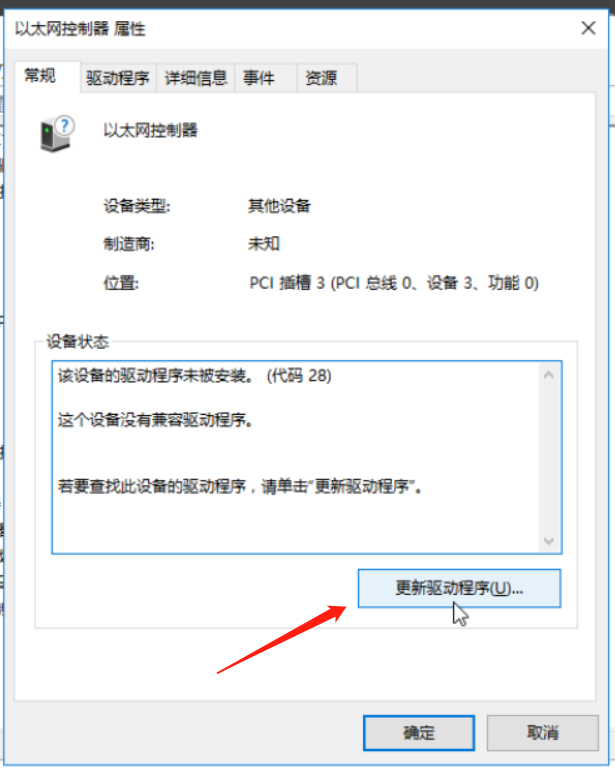 以太网控制器 属性
常规 驱动程序 详细信息 事件 资源
以太网控制器
设备类型: 其他设备
制造商: 未知
位置: PCI 插槽 3 (PCI 总线 0、设备 3、功能 0)
设备状态
该设备的驱动程序未被安装。 (代码 28)
这个设备没有兼容驱动程序。
若要查找此设备的驱动程序，请单击“更新驱动程序”。
更新驱动程序(U)...
确定 取消